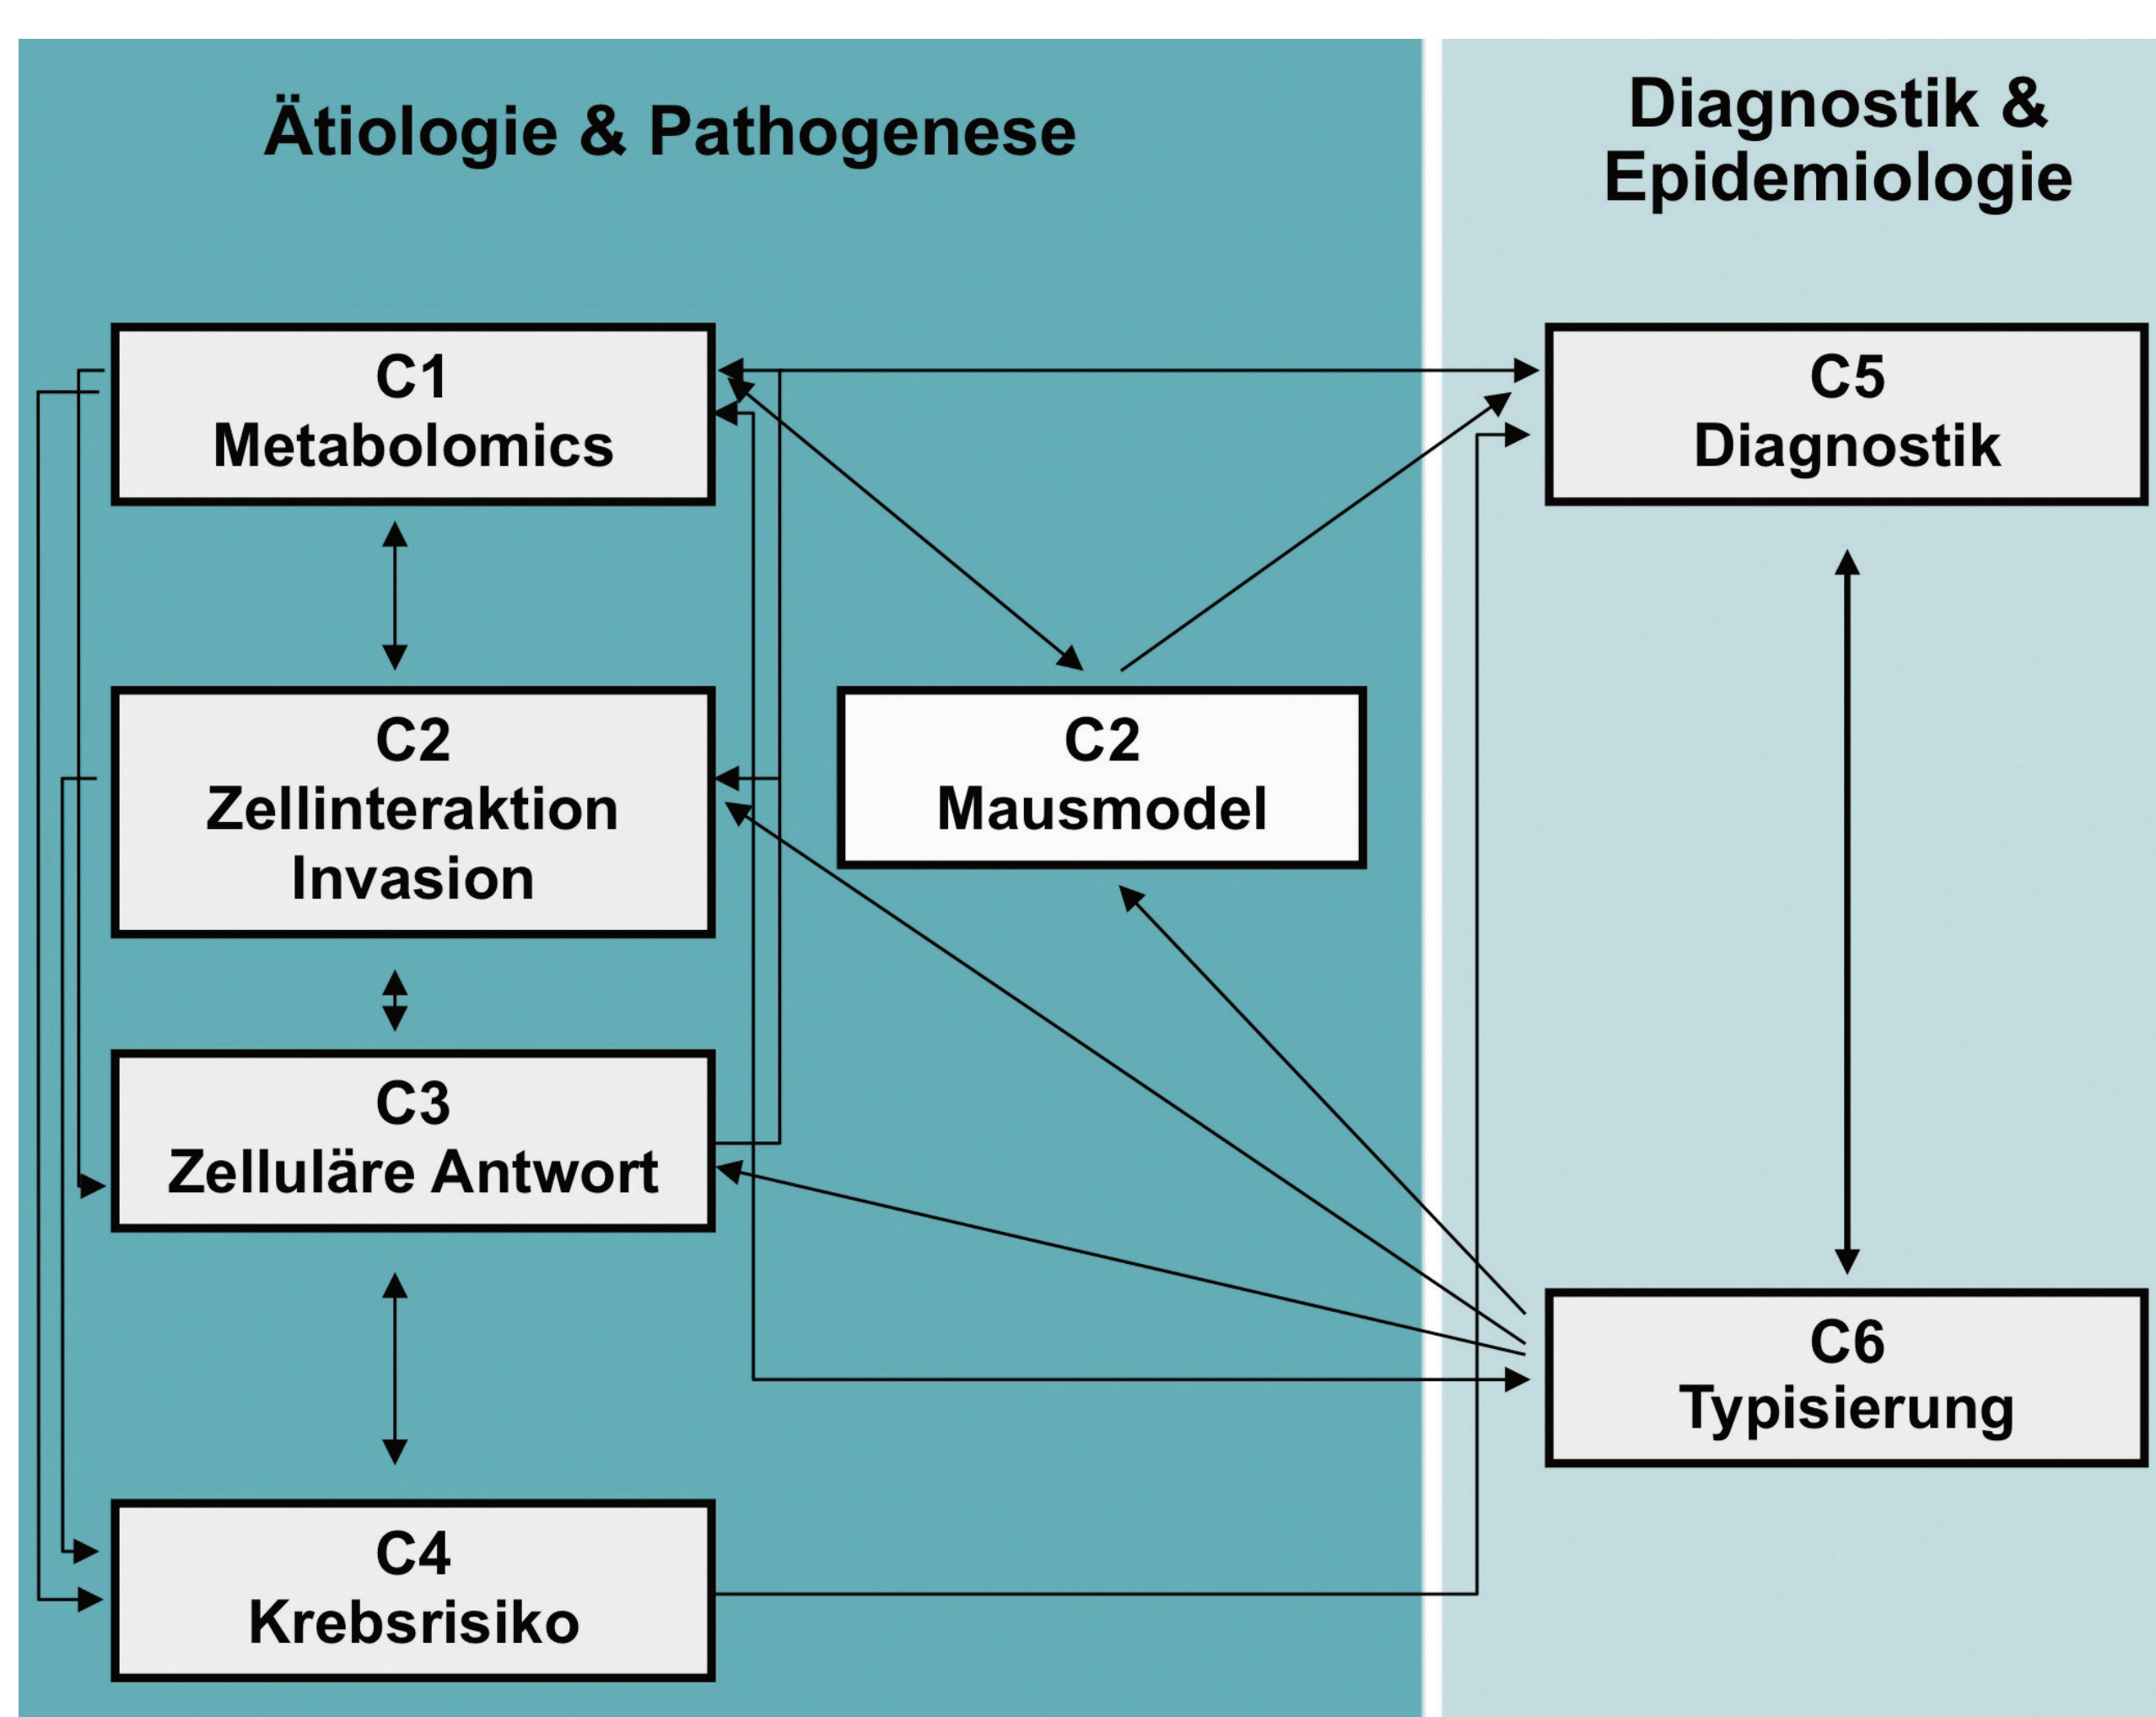 Ätiologie & Pathogenese
Diagnostik &
Epidemiologie
C1
Metabolomics
C5
Diagnostik
C2
Zellinteraktion
Invasion
C2
Mausmodel
C3
Zelluläre Antwort
C6
Typisierung
C4
Krebsrisiko